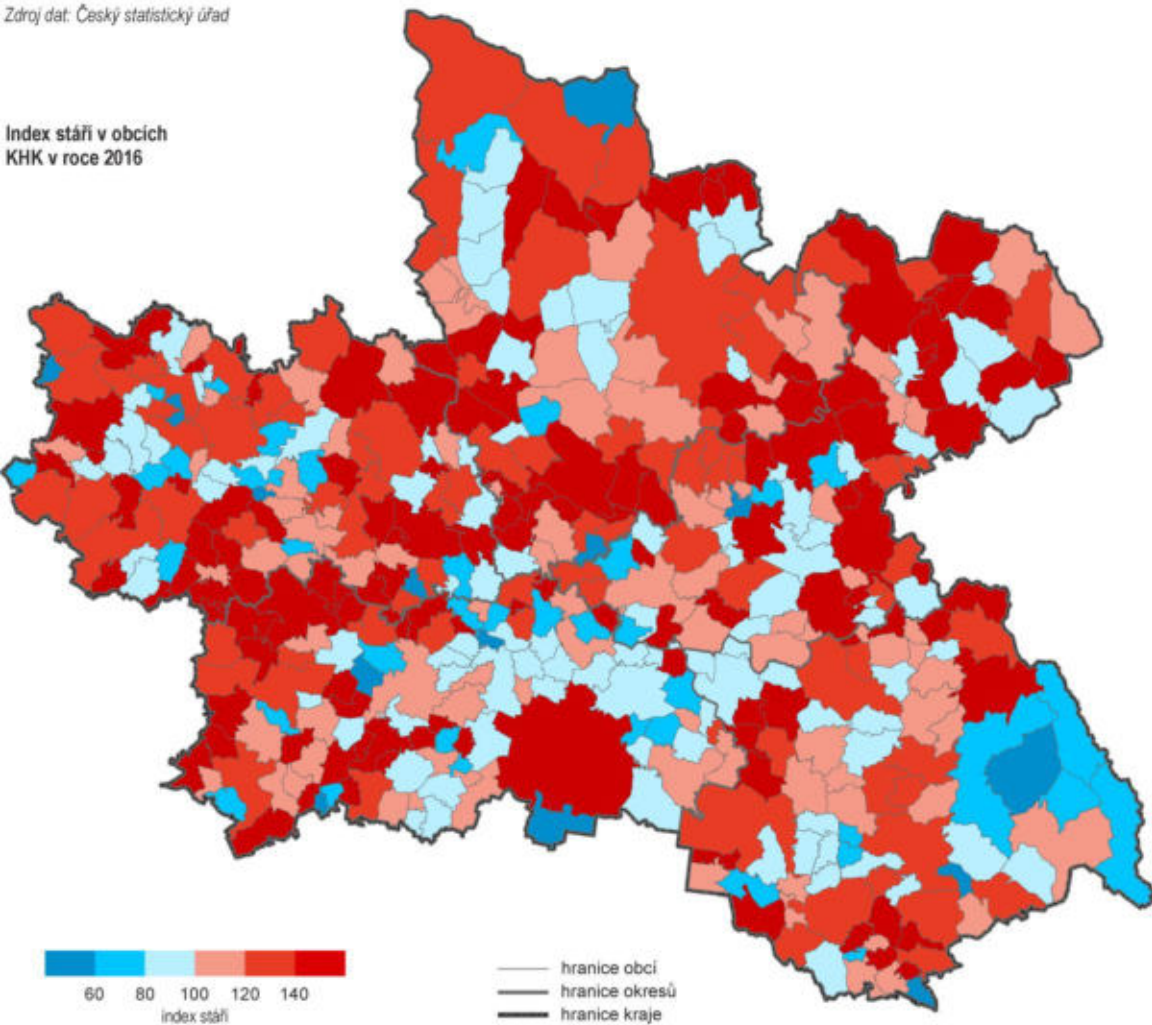 Zdroj dat: Český statistický úřad
Index stáří v obcích
KHK v roce 2016
60 80 100 120 140
index stáří
hranice obcí
hranice okresů
hranice kraje